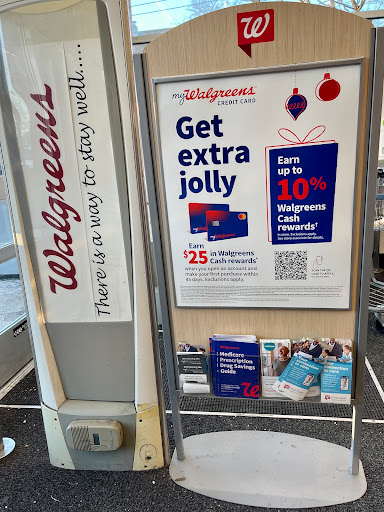 Walgreens
There is a way to stay well.....
W
myWalgreens
CREDIT CARD
Get
extra
jolly
Earn
up to
10%
Walgreens
Cash
rewards†
Earn
$25 in Walgreens
Cash rewards*
when you open an account and
make your first purchase within
45 days. Exclusions apply.
Medicare
Prescription
Drug Savings
Guide